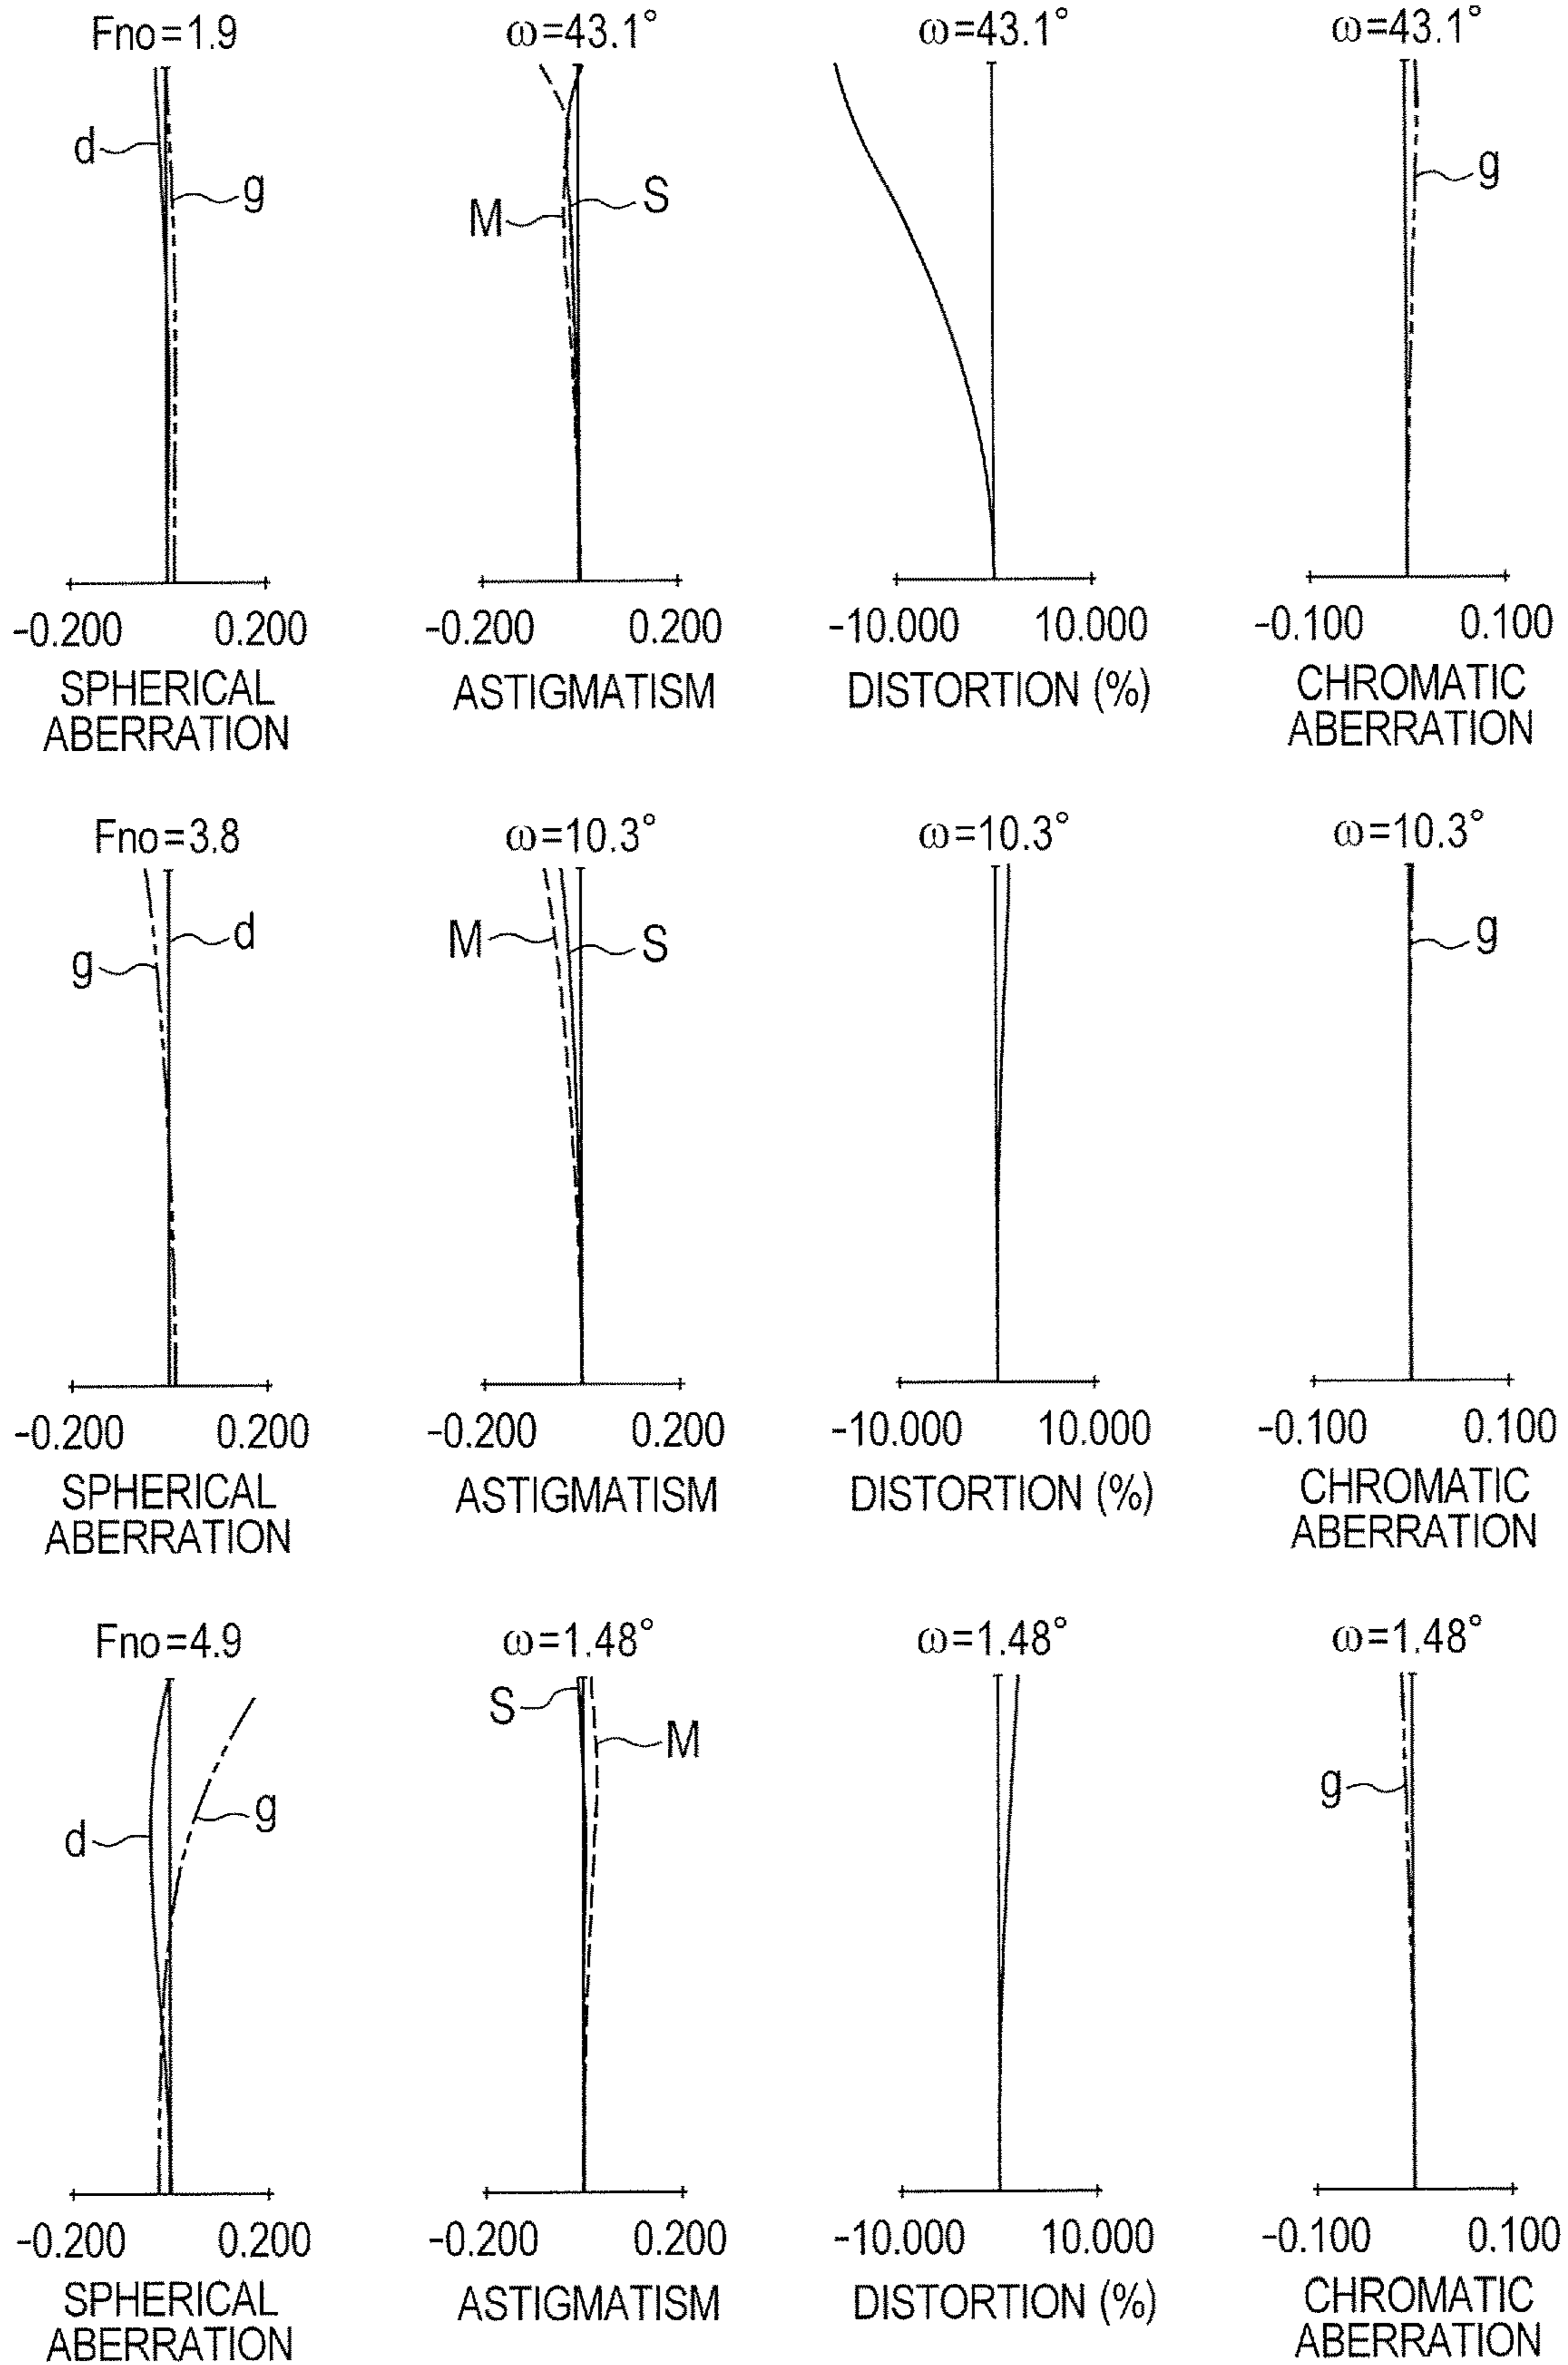 Fno=1.9
ω=43.1°
ω=43.1°
ω=43.1°
d
g
M
S
g
-0.200 0.200
-0.200 0.200
-10.000 10.000
-0.100 0.100
SPHERICAL
ABERRATION
ASTIGMATISM
DISTORTION (%)
CHROMATIC
ABERRATION
Fno=3.8
ω=10.3°
ω=10.3°
ω=10.3°
g
d
M
S
g
-0.200 0.200
-0.200 0.200
-10.000 10.000
-0.100 0.100
SPHERICAL
ABERRATION
ASTIGMATISM
DISTORTION (%)
CHROMATIC
ABERRATION
Fno=4.9
ω=1.48°
ω=1.48°
ω=1.48°
d
g
S
M
g
-0.200 0.200
-0.200 0.200
-10.000 10.000
-0.100 0.100
SPHERICAL
ABERRATION
ASTIGMATISM
DISTORTION (%)
CHROMATIC
ABERRATION